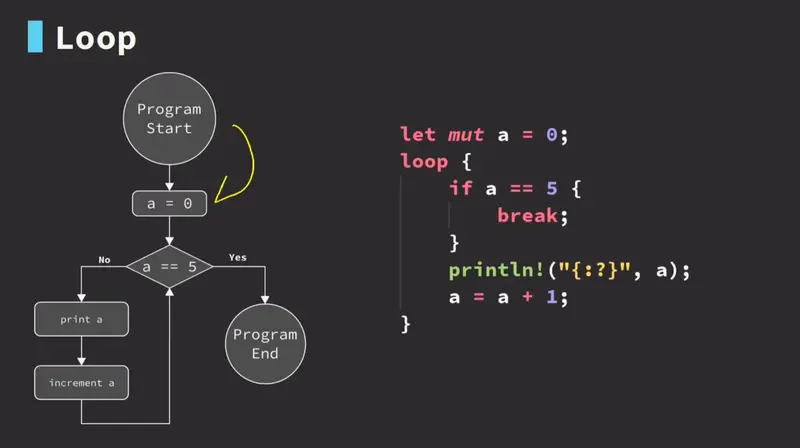 Loop
Program
Start
a = 0
No
Yes
a == 5
print a
increment a
Program
End
let mut a = 0;
loop {
    if a == 5 {
        break;
    }
    println!("{:?}", a);
    a = a + 1;
}